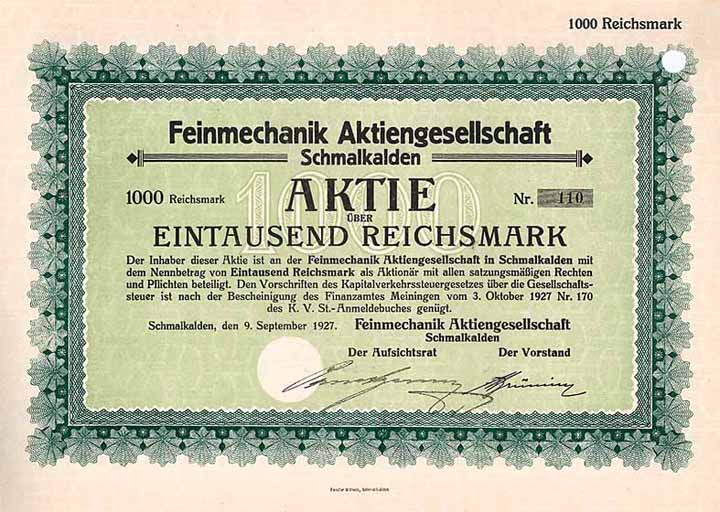 1000 Reichsmark
Feinmechanik Aktiengesellschaft
Schmalkalden
1000 Reichsmark
AKTIE
Nr. 110
1000
ÜBER
EINTAUSEND REICHSMARK
Der Inhaber dieser Aktie ist an der Feinmechanik Aktiengesellschaft in Schmalkalden mit
dem Nennbetrag von Eintausend Reichsmark als Aktionär mit allen satzungsmäßigen Rechten
und Pflichten beteiligt. Den Vorschriften des Kapitalverkehrssteuergesetzes über die Gesellschafts-
steuer ist nach der Bescheinigung des Finanzamtes Meiningen vom 3. Oktober 1927 Nr. 170
des K. V. St.-Anmeldebuches genügt.
Schmalkalden, den 9. September 1927.
Feinmechanik Aktiengesellschaft
Schmalkalden
Der Aufsichtsrat
Der Vorstand